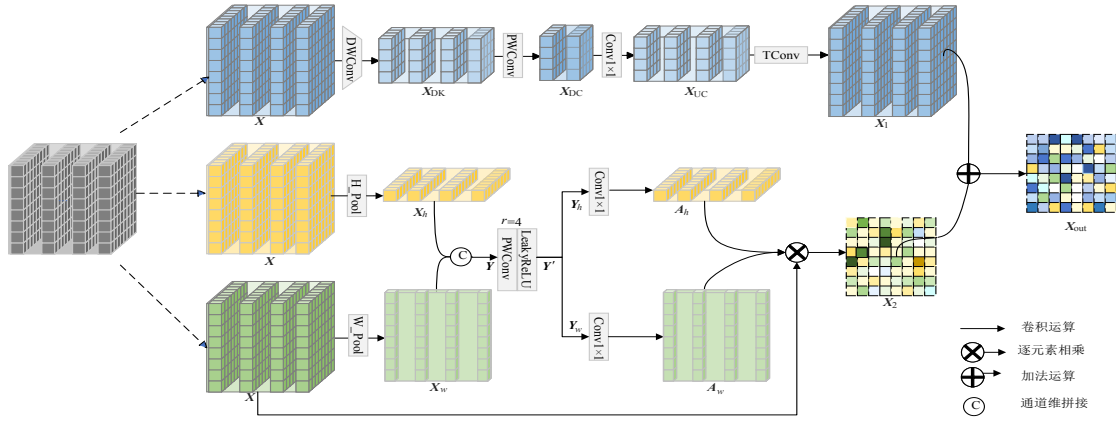 X
DWConv
X_DK
PWConv
X_DC
Conv1×1
X_UC
TConv
X_1
X
H_Pool
X_h
C
Y
r=4
PWConv
LeakyReLU
Y'
Y_h
Conv1×1
A_h
X_2
X_out
X
W_Pool
X_w
Y_w
Conv1×1
A_w
卷积运算
逐元素相乘
加法运算
C
通道维拼接